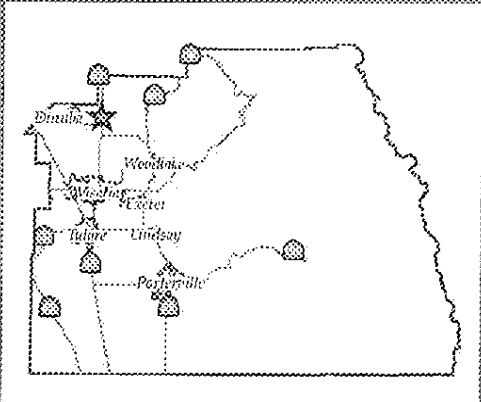 Dinuba
Woodlake
Visalia
Exeter
Tulare
Lindsay
Porterville